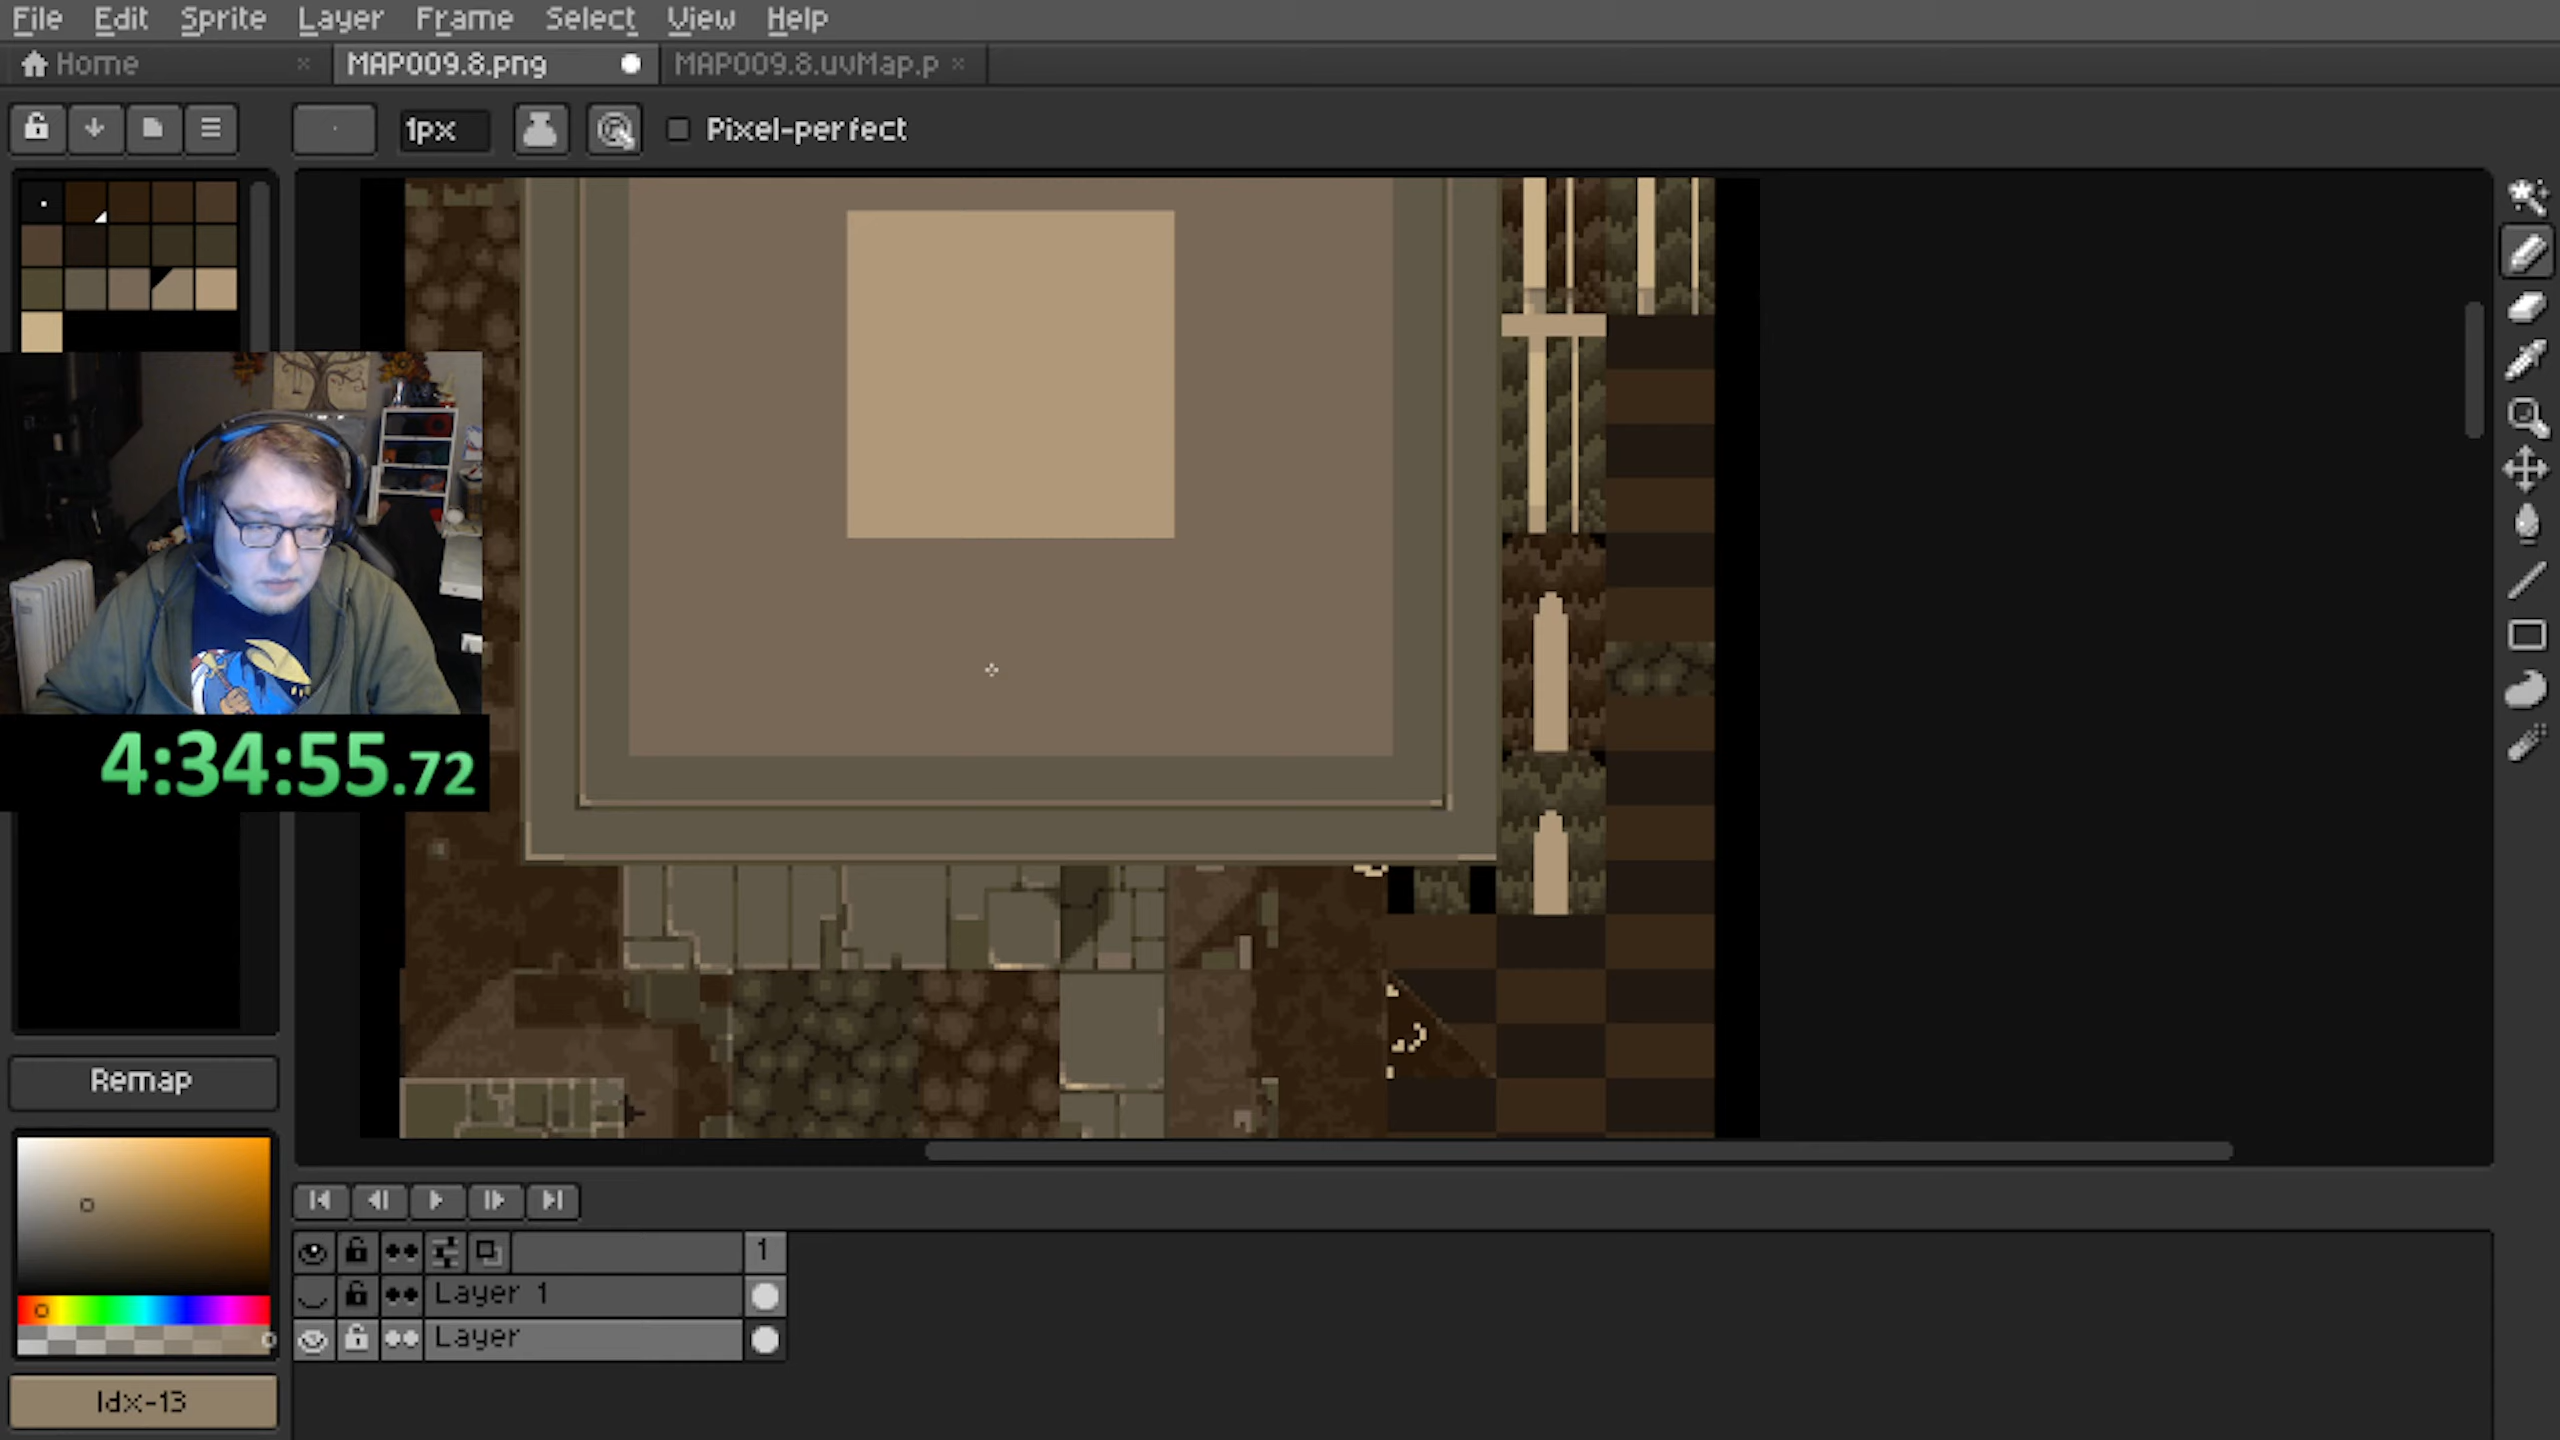 File Edit Sprite Layer Frame Select View Help
Home MAP009.8.png MAP009.8.uvMap.p
1px Pixel-perfect
4:34:55.72
Remap
1
Layer 1
Layer
Idx-13